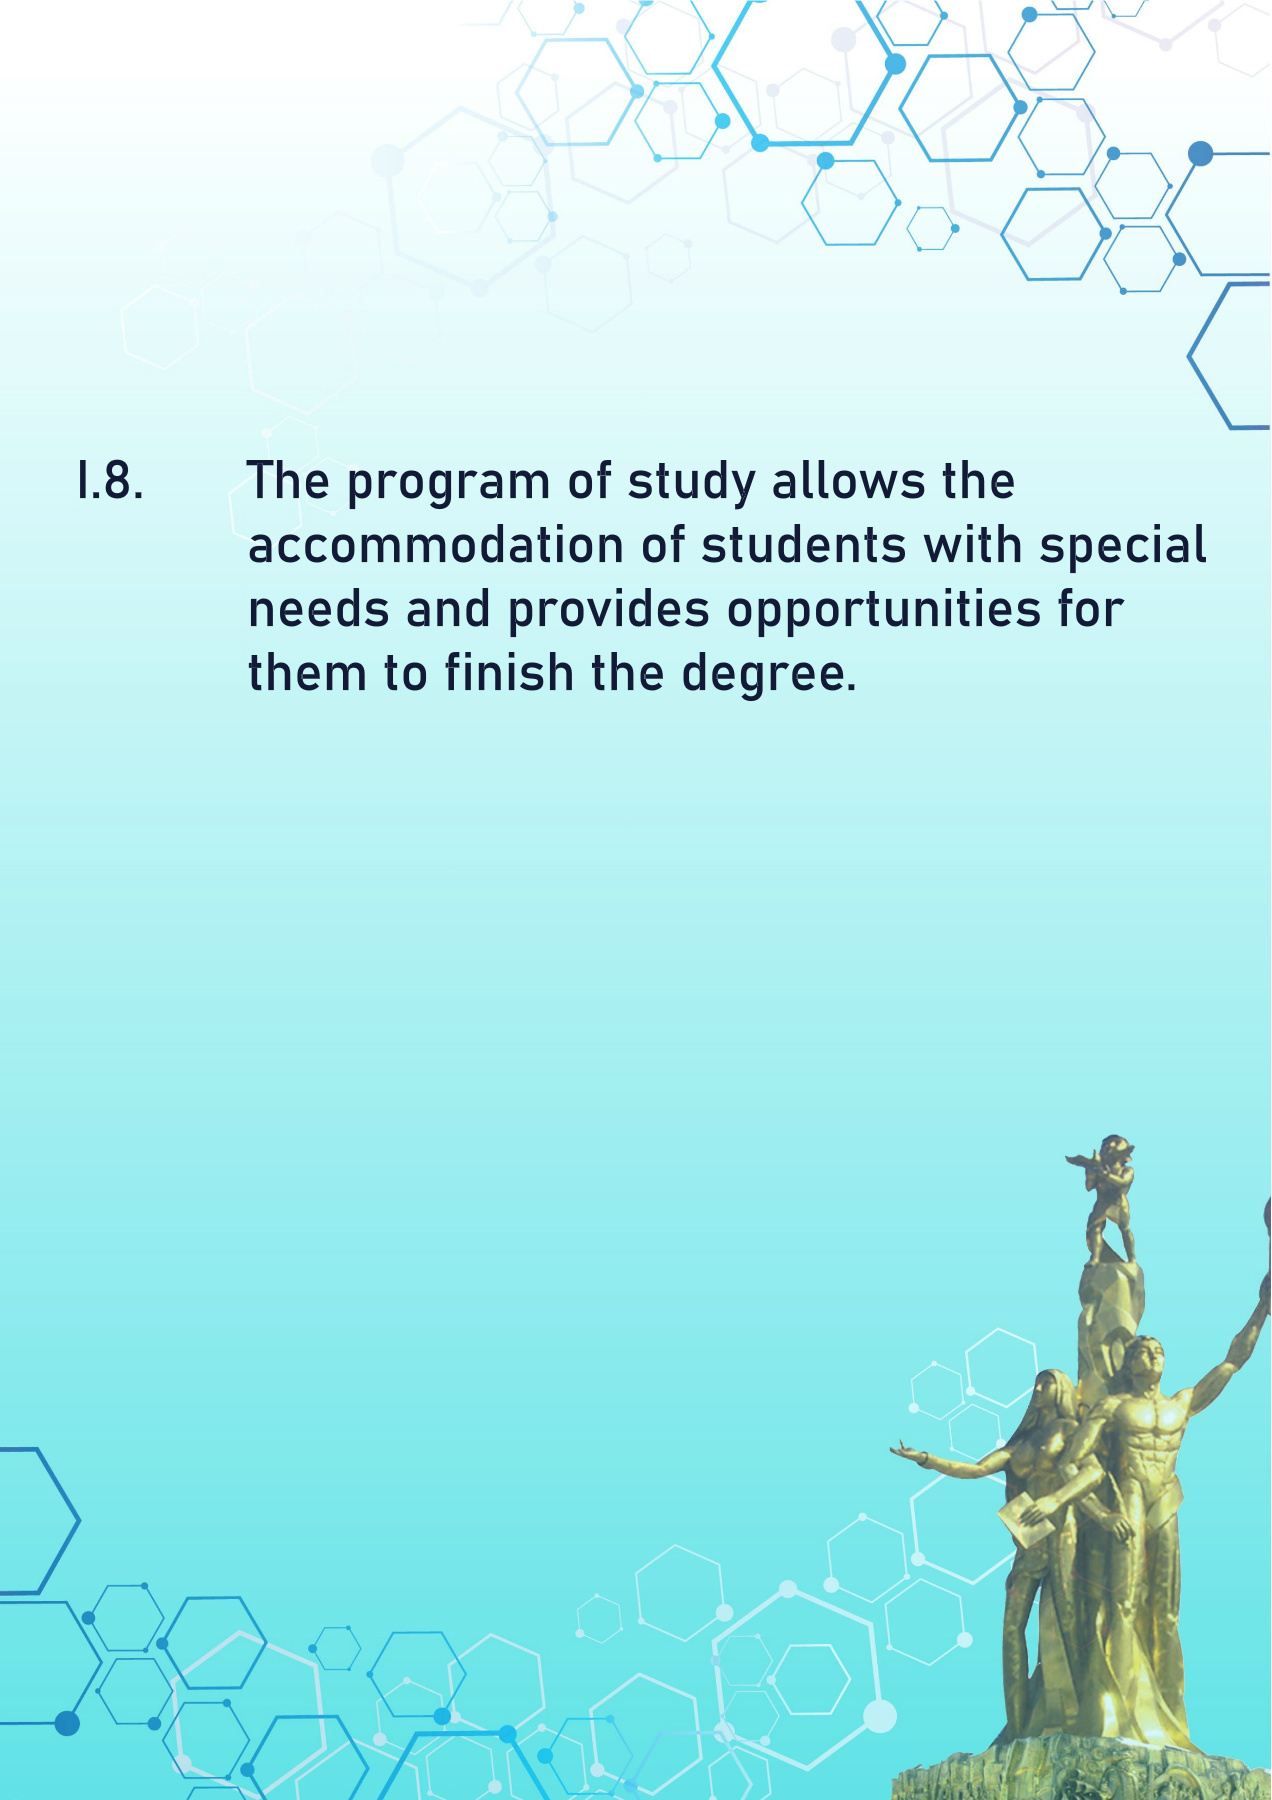 I.8. The program of study allows the
accommodation of students with special
needs and provides opportunities for
them to finish the degree.